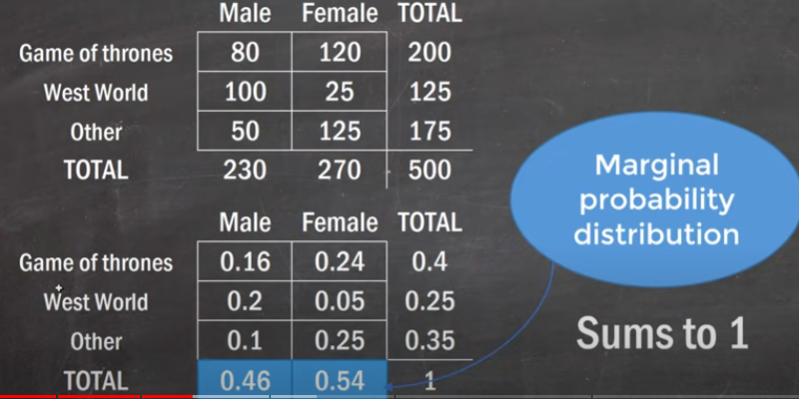 Male Female TOTAL
Game of thrones 80 120 200
West World 100 25 125
Other 50 125 175
TOTAL 230 270 500
Male Female TOTAL
Game of thrones 0.16 0.24 0.4
West World 0.2 0.05 0.25
Other 0.1 0.25 0.35
TOTAL 0.46 0.54 1
Marginal
probability
distribution
Sums to 1